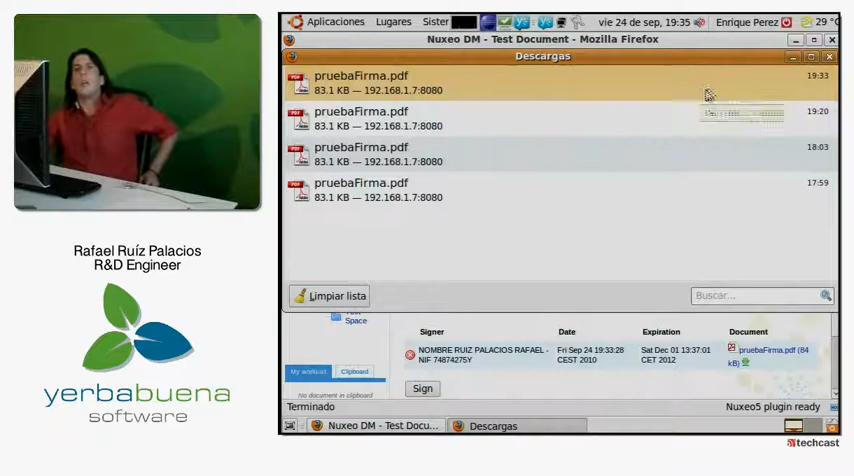 Aplicaciones Lugares Sister vie 24 de sep, 19:35 Enrique Perez 29 °
Nuxeo DM - Test Document - Mozilla Firefox
Descargas
pruebaFirma.pdf 19:33
83.1 KB — 192.168.1.7:8080
pruebaFirma.pdf 19:20
83.1 KB — 192.168.1.7:8080
pruebaFirma.pdf 18:03
83.1 KB — 192.168.1.7:8080
pruebaFirma.pdf 17:59
83.1 KB — 192.168.1.7:8080
Limpiar lista Buscar...
Space
Signer Date Expiration Document
NOMBRE RUIZ PALACIOS RAFAEL - Fri Sep 24 19:33:28 Sat Dec 01 13:37:01 pruebaFirma.pdf (84
NIF 74874275Y CEST 2010 CET 2012 kB)
My worklist Clipboard
Sign
No document in clipboard
Terminado Nuxeo5 plugin ready
Nuxeo DM - Test Docu... Descargas
Rafael Ruíz Palacios
R&D Engineer
yerbabuena
software
techcast